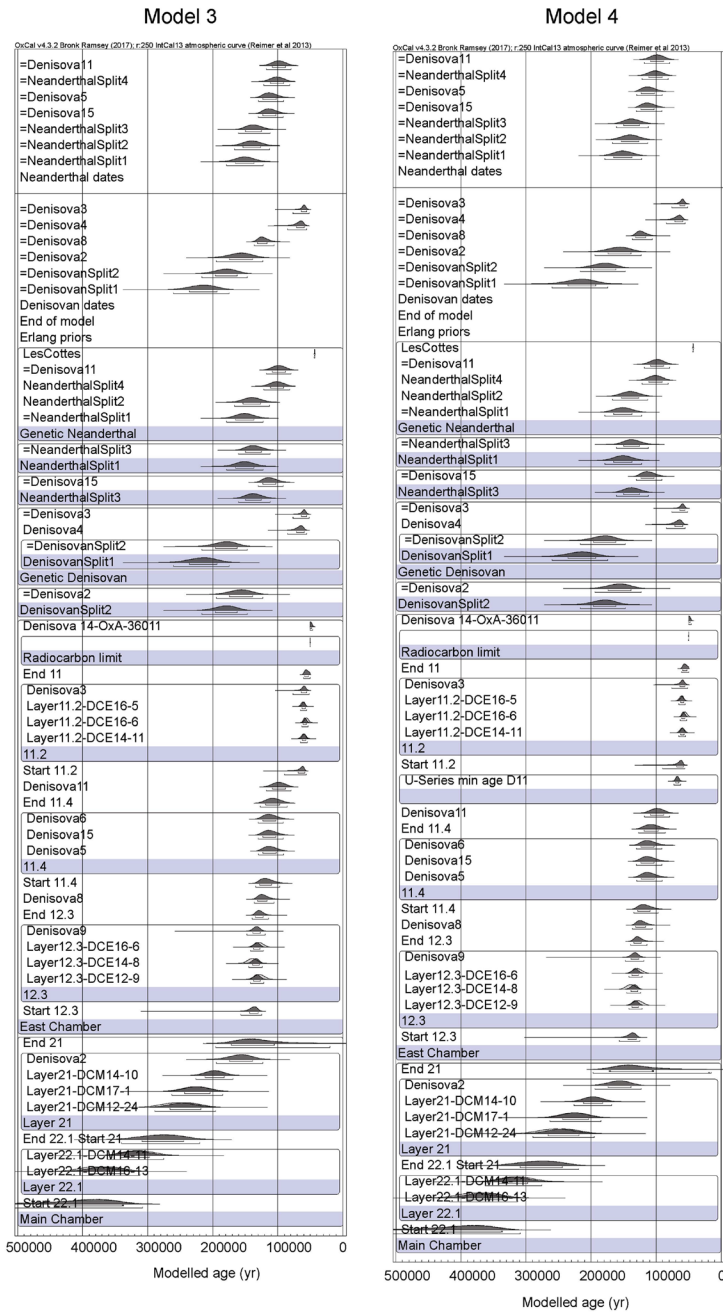 Model 3
OxCal v4.3.2 Bronk Ramsey (2017); r:250 IntCal13 atmospheric curve (Reimer et al 2013)
=Denisova11
=NeanderthalSplit4
=Denisova5
=Denisova15
=NeanderthalSplit3
=NeanderthalSplit2
=NeanderthalSplit1
Neanderthal dates
=Denisova3
=Denisova4
=Denisova8
=Denisova2
=DenisovanSplit2
=DenisovanSplit1
Denisovan dates
End of model
Erlang priors
LesCottes
=Denisova11
NeanderthalSplit4
NeanderthalSplit2
=NeanderthalSplit1
Genetic Neanderthal
=NeanderthalSplit3
NeanderthalSplit1
=Denisova15
NeanderthalSplit3
=Denisova3
Denisova4
=DenisovanSplit2
DenisovanSplit1
Genetic Denisovan
=Denisova2
DenisovanSplit2
Denisova 14-OxA-36011
Radiocarbon limit
End 11
Denisova3
Layer11.2-DCE16-5
Layer11.2-DCE16-6
Layer11.2-DCE14-11
11.2
Start 11.2
Denisova11
End 11.4
Denisova6
Denisova15
Denisova5
11.4
Start 11.4
Denisova8
End 12.3
Denisova9
Layer12.3-DCE16-6
Layer12.3-DCE14-8
Layer12.3-DCE12-9
12.3
Start 12.3
East Chamber
End 21
Denisova2
Layer21-DCM14-10
Layer21-DCM17-1
Layer21-DCM12-24
Layer 21
End 22.1 Start 21
Layer22.1-DCM14-11
Layer22.1-DCM16-13
Layer 22.1
Start 22.1
Main Chamber
500000 400000 300000 200000 100000 0
Modelled age (yr)
Model 4
OxCal v4.3.2 Bronk Ramsey (2017); r:250 IntCal13 atmospheric curve (Reimer et al 2013)
=Denisova11
=NeanderthalSplit4
=Denisova5
=Denisova15
=NeanderthalSplit3
=NeanderthalSplit2
=NeanderthalSplit1
Neanderthal dates
=Denisova3
=Denisova4
=Denisova8
=Denisova2
=DenisovanSplit2
=DenisovanSplit1
Denisovan dates
End of model
Erlang priors
LesCottes
=Denisova11
NeanderthalSplit4
NeanderthalSplit2
=NeanderthalSplit1
Genetic Neanderthal
=NeanderthalSplit3
NeanderthalSplit1
=Denisova15
NeanderthalSplit3
=Denisova3
Denisova4
=DenisovanSplit2
DenisovanSplit1
Genetic Denisovan
=Denisova2
DenisovanSplit2
Denisova 14-OxA-36011
Radiocarbon limit
End 11
Denisova3
Layer11.2-DCE16-5
Layer11.2-DCE16-6
Layer11.2-DCE14-11
11.2
Start 11.2
U-Series min age D11
Denisova11
End 11.4
Denisova6
Denisova15
Denisova5
11.4
Start 11.4
Denisova8
End 12.3
Denisova9
Layer12.3-DCE16-6
Layer12.3-DCE14-8
Layer12.3-DCE12-9
12.3
Start 12.3
East Chamber
End 21
Denisova2
Layer21-DCM14-10
Layer21-DCM17-1
Layer21-DCM12-24
Layer 21
End 22.1 Start 21
Layer22.1-DCM14-11
Layer22.1-DCM16-13
Layer 22.1
Start 22.1
Main Chamber
500000 400000 300000 200000 100000 0
Modelled age (yr)